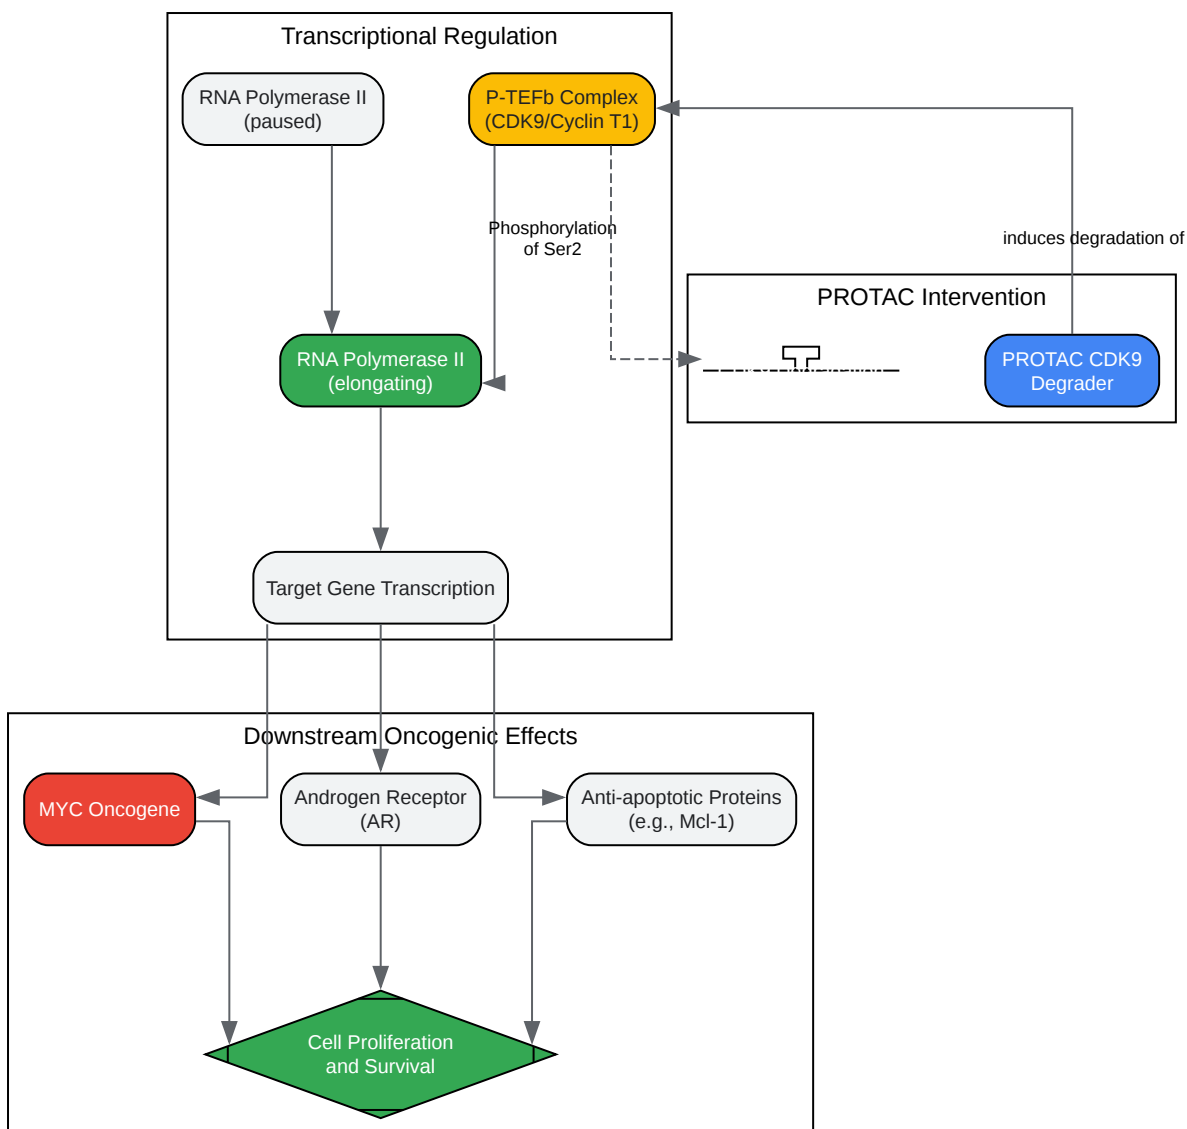 Transcriptional Regulation
RNA Polymerase II
(paused)
P-TEFb Complex
(CDK9/Cyclin T1)
Phosphorylation
of Ser2
induces degradation of
PROTAC Intervention
PROTAC CDK9
Degrader
RNA Polymerase II
(elongating)
Target Gene Transcription
Downstream Oncogenic Effects
MYC Oncogene
Androgen Receptor
(AR)
Anti-apoptotic Proteins
(e.g., Mcl-1)
Cell Proliferation
and Survival